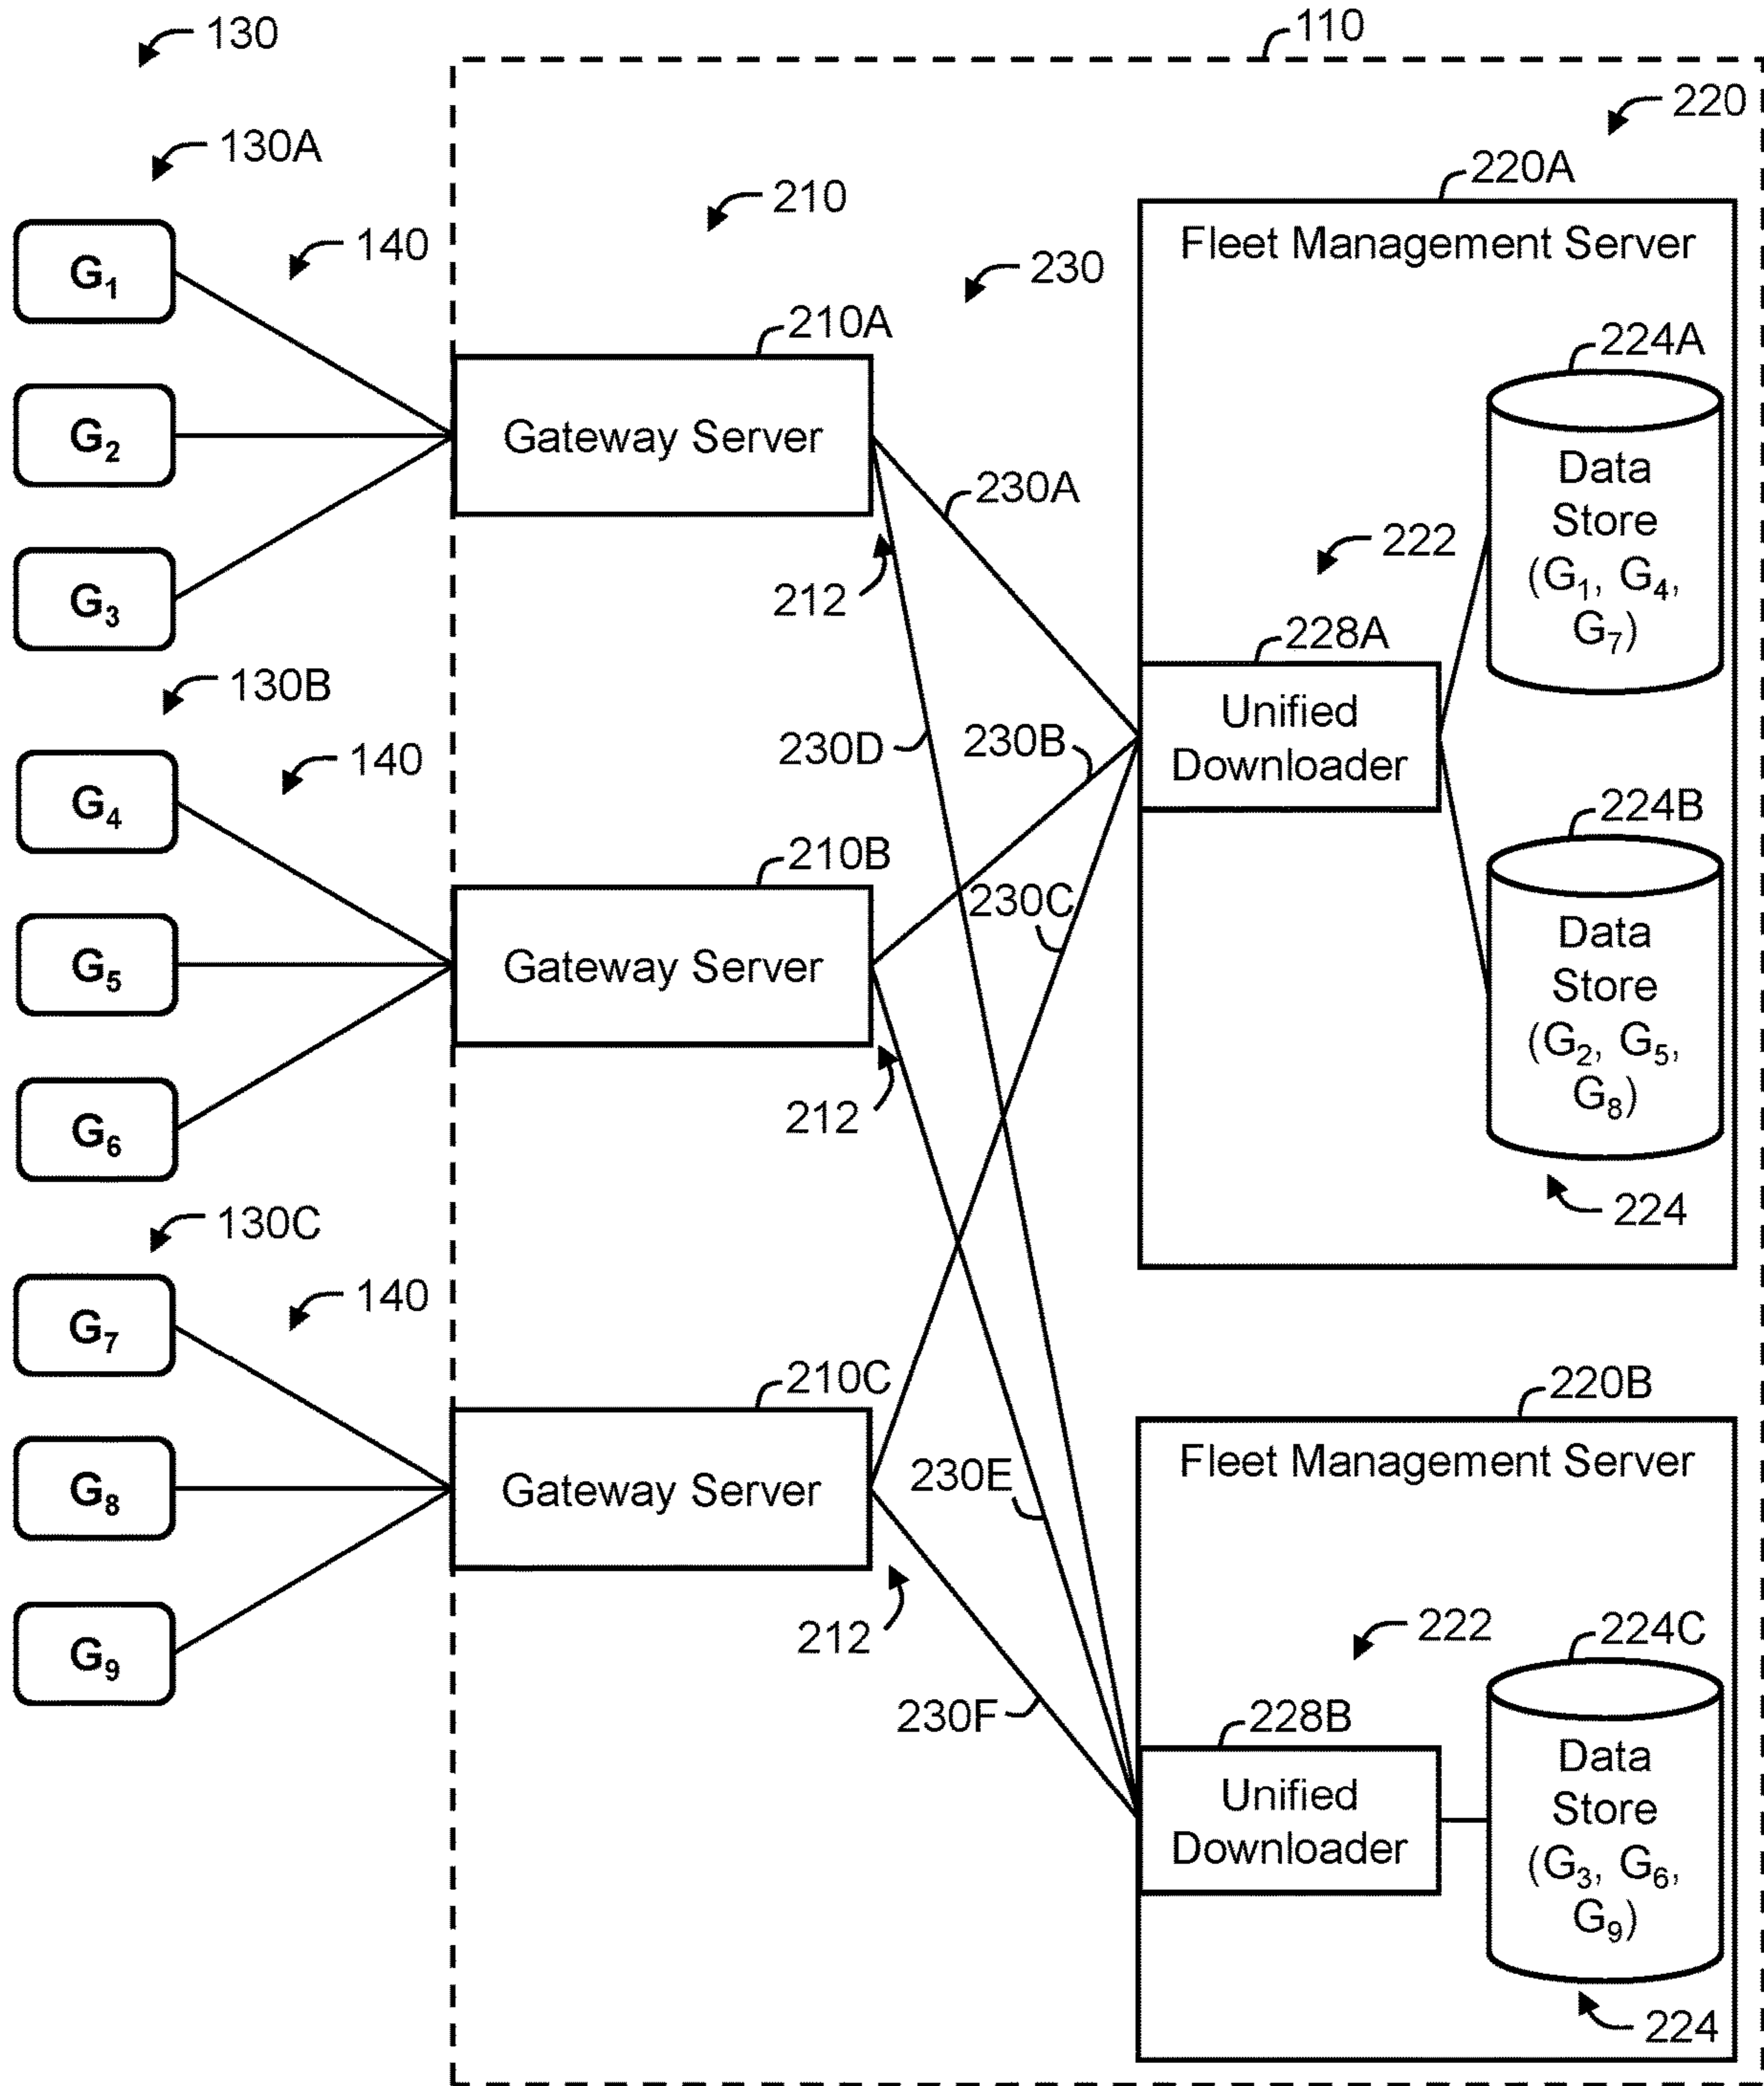 130
110
220
130A
220A
210
Fleet Management Server
G₁
140
230
210A
224A
G₂
Gateway Server
Data
Store
(G₁, G₄,
G₇)
230A
222
G₃
212
228A
130B
Unified
Downloader
230D
230B
G₄
140
224B
210B
230C
Data
Store
(G₂, G₅,
G₈)
G₅
Gateway Server
G₆
212
224
130C
G₇
140
210C
220B
Fleet Management Server
G₈
Gateway Server
230E
212
222
224C
G₉
230F
228B
Data
Store
(G₃, G₆,
G₉)
Unified
Downloader
224